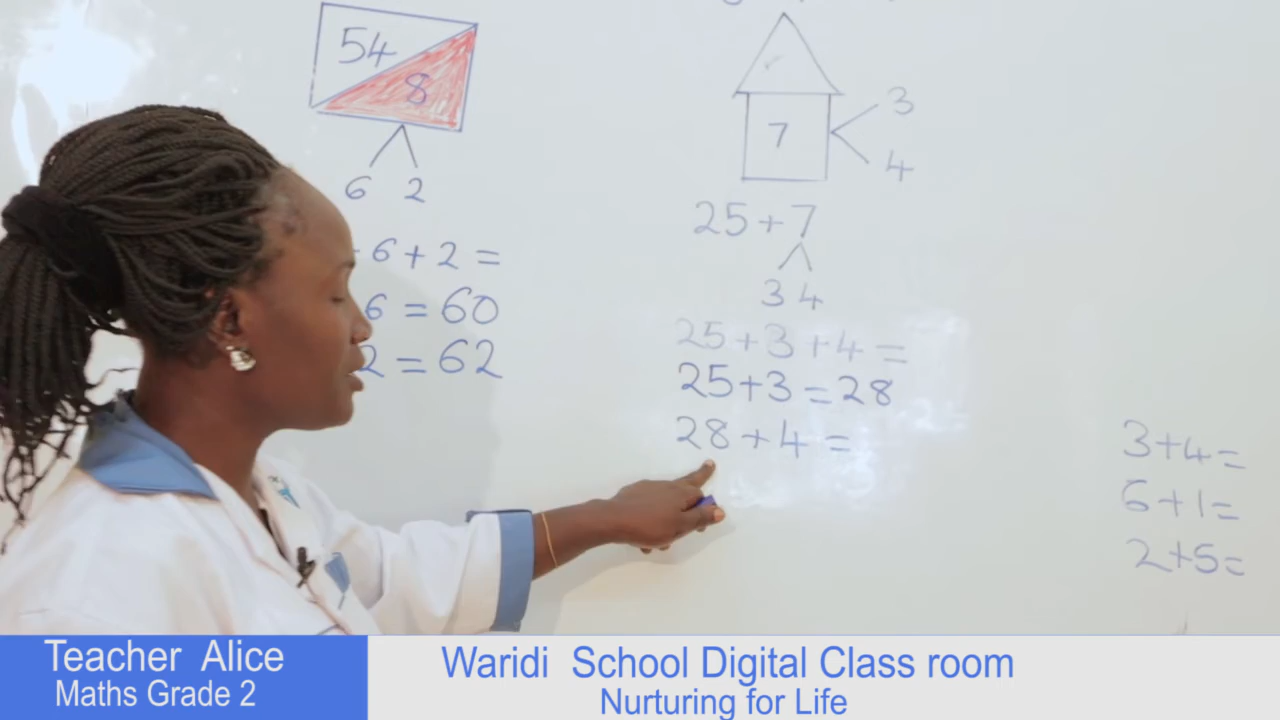 54
8
6 2
6 + 2 =
6 = 60
2 = 62
7
3
4
25 + 7
3 4
25 + 3 + 4 =
25 + 3 = 28
28 + 4 =
3 + 4 =
6 + 1 =
2 + 5 =
Teacher Alice
Maths Grade 2
Waridi School Digital Class room
Nurturing for Life